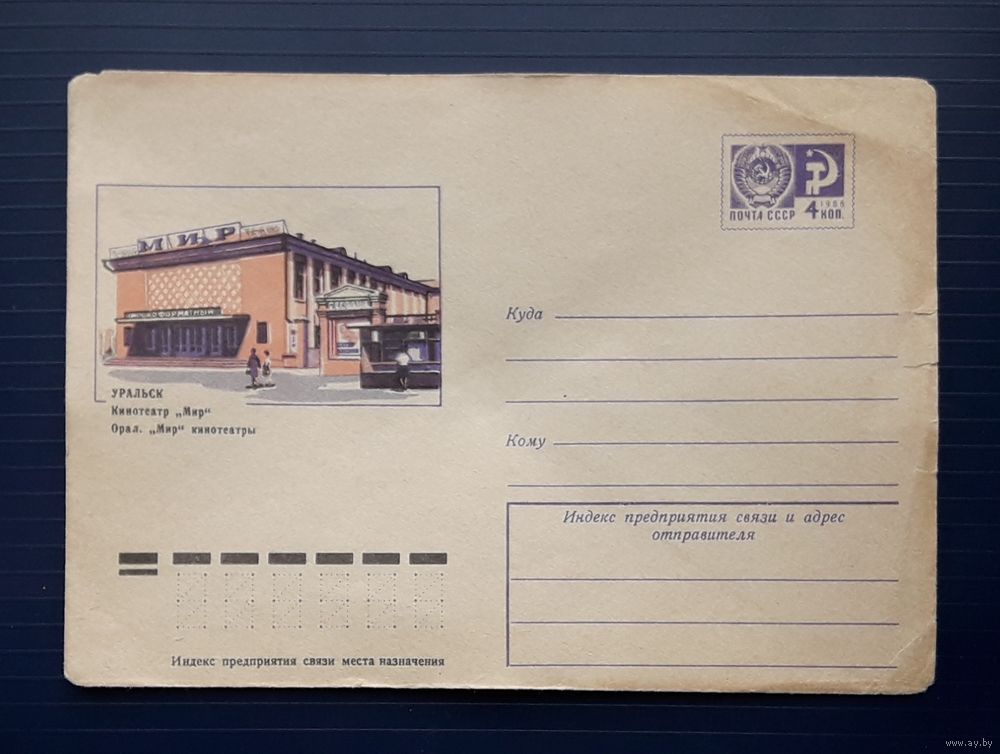 МИР
ШИРОКОФОРМАТНЫЙ
УРАЛЬСК
Кинотеатр „Мир“
Орал. „Мир“ кинотеатры
ПОЧТА СССР 4 1966 КОП.
Куда
Кому
Индекс предприятия связи и адрес
отправителя
Индекс предприятия связи места назначения
www.ay.by